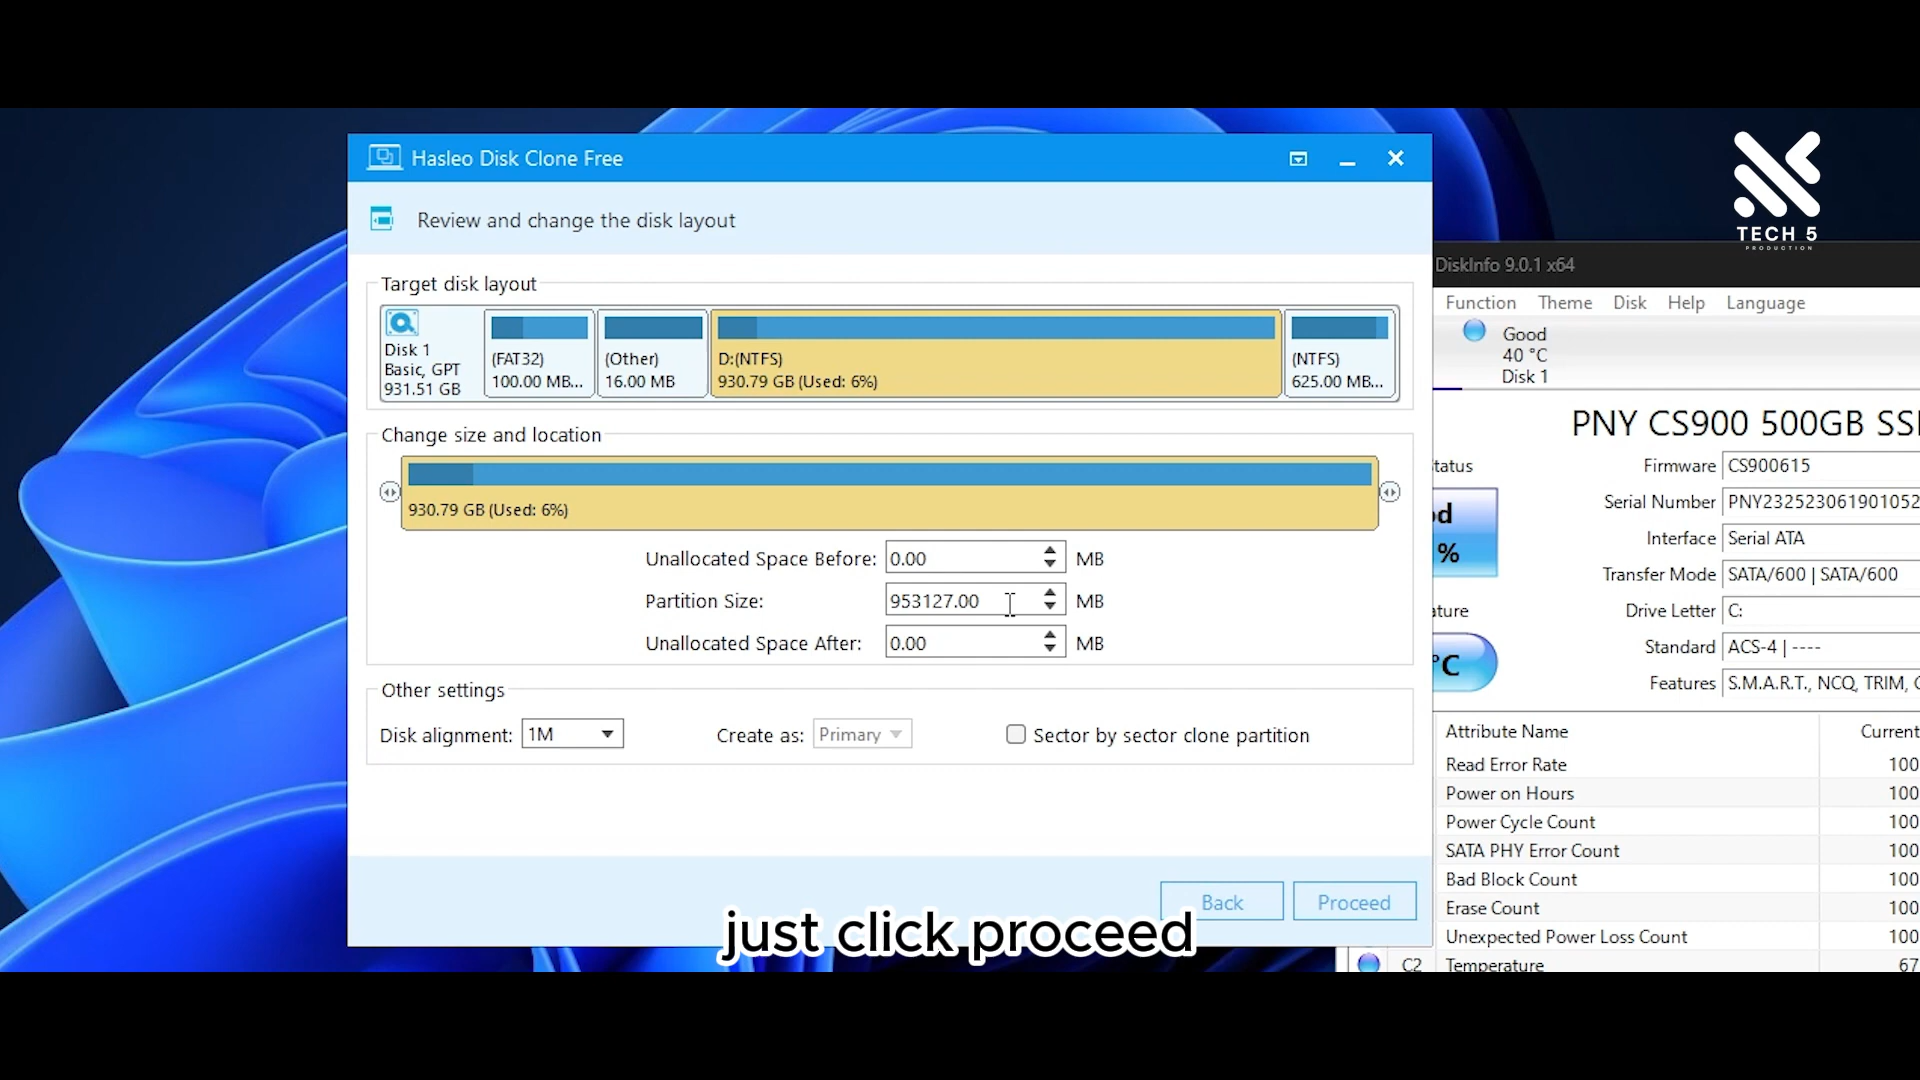 Hasleo Disk Clone Free
Review and change the disk layout
TECH 5
PRODUCTION
Target disk layout
Disk 1
Basic, GPT
931.51 GB
(FAT32)
100.00 MB...
(Other)
16.00 MB
D:(NTFS)
930.79 GB (Used: 6%)
(NTFS)
625.00 MB...
Change size and location
930.79 GB (Used: 6%)
Unallocated Space Before: 0.00 MB
Partition Size: 953127.00 MB
Unallocated Space After: 0.00 MB
Other settings
Disk alignment: 1M Create as: Primary Sector by sector clone partition
Back Proceed
just click proceed
DiskInfo 9.0.1 x64
Function Theme Disk Help Language
Good
40 °C
Disk 1
PNY CS900 500GB SS
tatus
d
%
ature
°C
Firmware CS900615
Serial Number PNY232523061901052
Interface Serial ATA
Transfer Mode SATA/600 | SATA/600
Drive Letter C:
Standard ACS-4 | ----
Features S.M.A.R.T., NCQ, TRIM,
Attribute Name Current
Read Error Rate 100
Power on Hours 100
Power Cycle Count 100
SATA PHY Error Count 100
Bad Block Count 100
Erase Count 100
Unexpected Power Loss Count 100
C2 Temperature 67